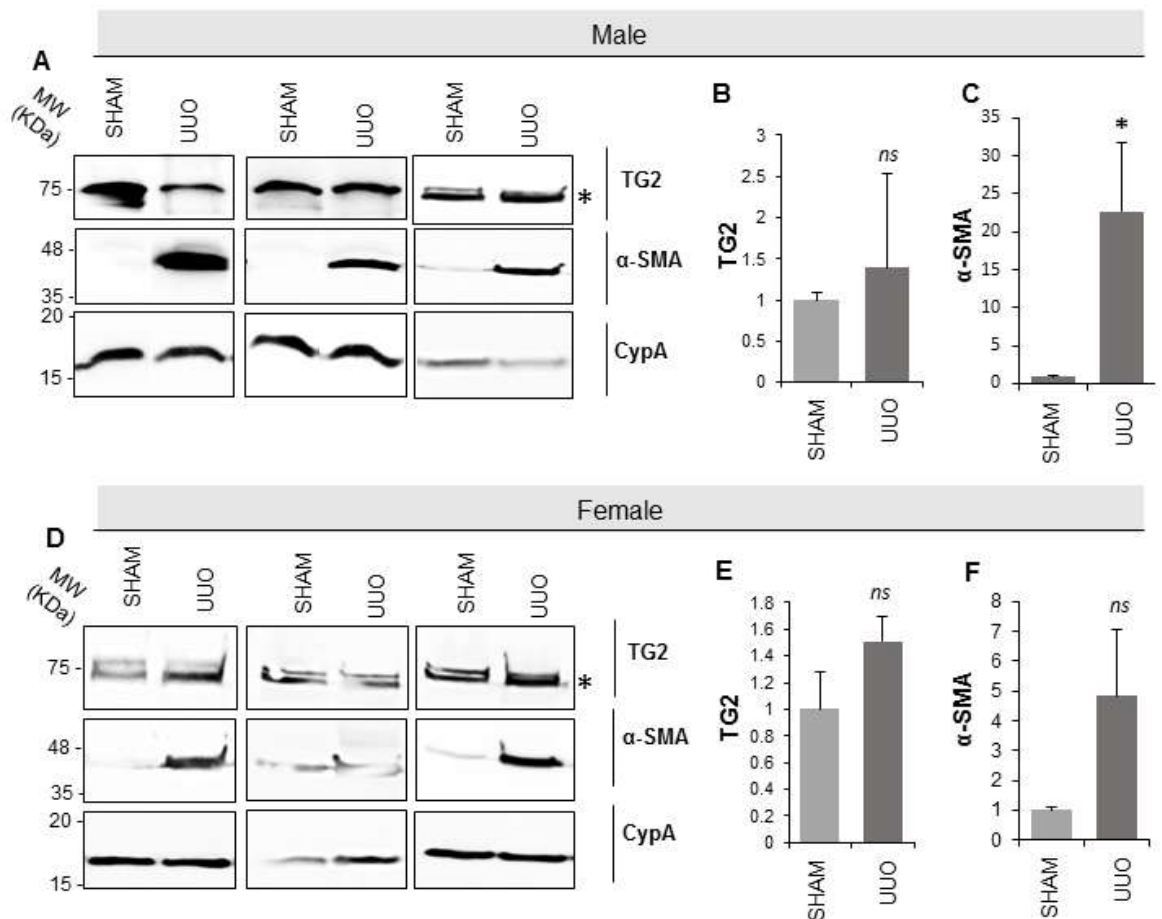 Male
A
MW
(KDa)
SHAM
UUO
SHAM
UUO
SHAM
UUO
75 -
*
TG2
48 -
35 -
α-SMA
20 -
15 -
CypA
B
TG2
3
2.5
2
1.5
1
0.5
0
ns
SHAM
UUO
C
α-SMA
35
30
25
20
15
10
5
0
*
SHAM
UUO
Female
D
MW
(KDa)
SHAM
UUO
SHAM
UUO
SHAM
UUO
75 -
*
TG2
48 -
35 -
α-SMA
20 -
15 -
CypA
E
TG2
1.8
1.6
1.4
1.2
1
0.8
0.6
0.4
0.2
0
ns
SHAM
UUO
F
α-SMA
8
7
6
5
4
3
2
1
0
ns
SHAM
UUO